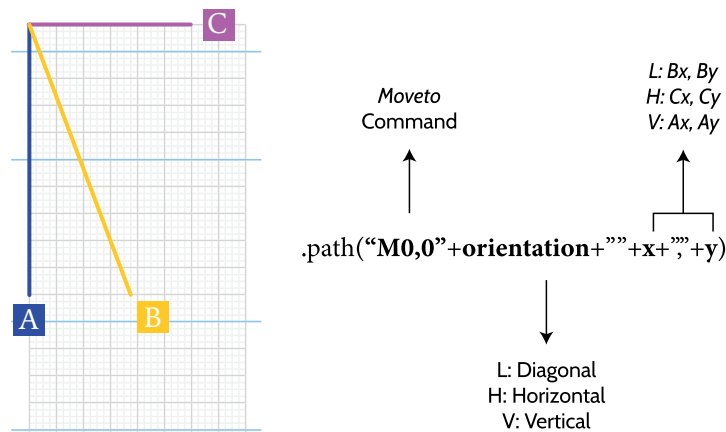 C
A
B
Moveto
Command
L: Bx, By
H: Cx, Cy
V: Ax, Ay
.path(“M0,0”+orientation+””+x+”,”+y)
L: Diagonal
H: Horizontal
V: Vertical